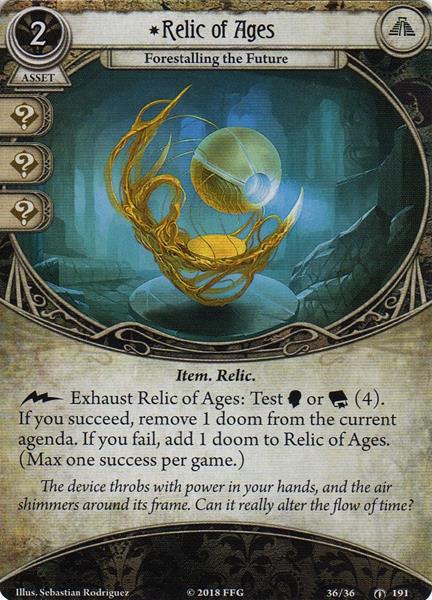 2
*Relic of Ages
ASSET
Forestalling the Future
?
?
?
Item. Relic.
Exhaust Relic of Ages: Test or (4).
If you succeed, remove 1 doom from the current
agenda. If you fail, add 1 doom to Relic of Ages.
(Max one success per game.)
The device throbs with power in your hands, and the air
shimmers around its frame. Can it really alter the flow of time?
Illus. Sebastian Rodriguez © 2018 FFG 36/36 191